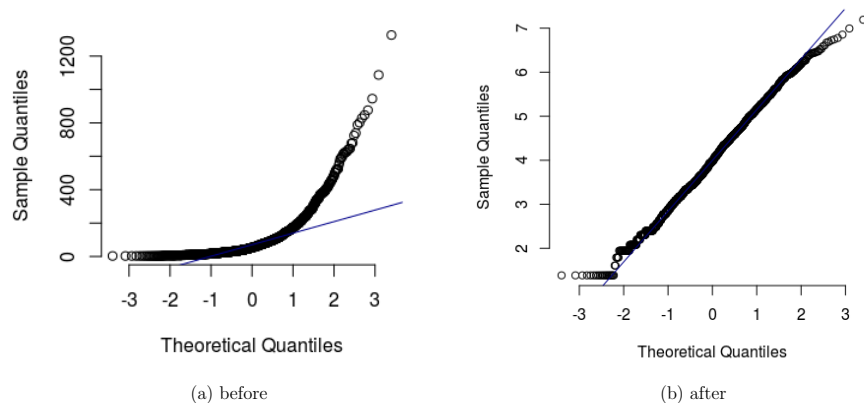 Sample Quantiles
1200
800
400
0
-3 -2 -1 0 1 2 3
Theoretical Quantiles
(a) before
Sample Quantiles
7
6
5
4
3
2
-3 -2 -1 0 1 2 3
Theoretical Quantiles
(b) after